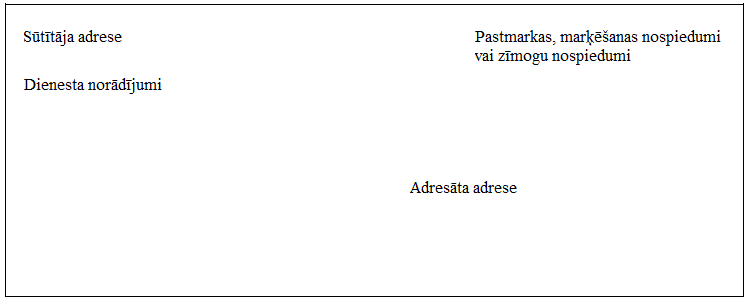 Sūtītāja adrese
Pastmarkas, marķēšanas nospiedumi
vai zīmogu nospiedumi
Dienesta norādījumi
Adresāta adrese